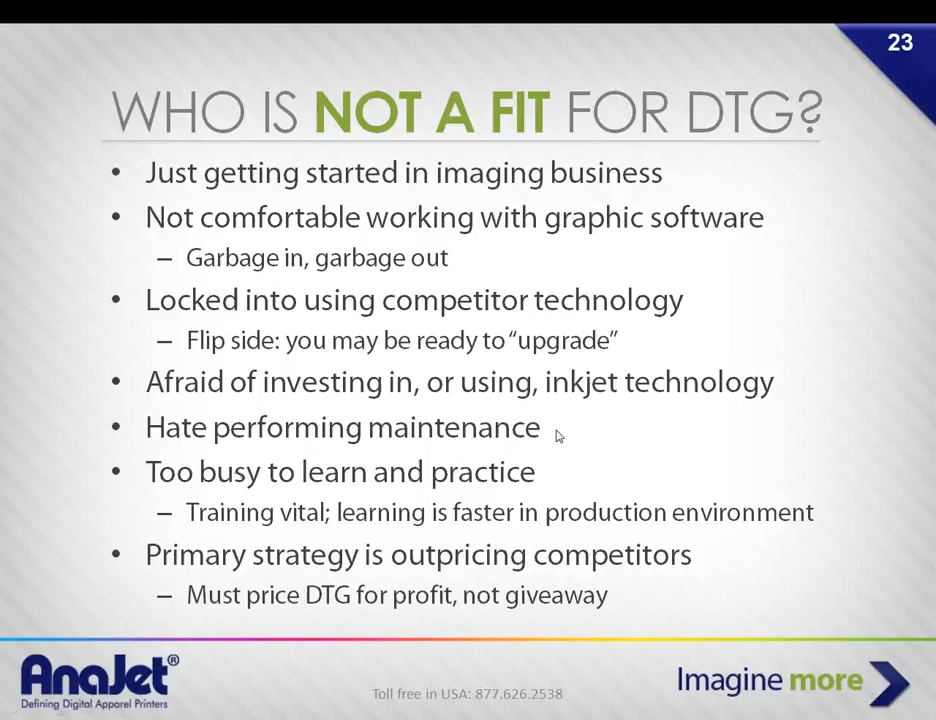 23
WHO IS NOT A FIT FOR DTG?
• Just getting started in imaging business
• Not comfortable working with graphic software
– Garbage in, garbage out
• Locked into using competitor technology
– Flip side: you may be ready to “upgrade”
• Afraid of investing in, or using, inkjet technology
• Hate performing maintenance
• Too busy to learn and practice
– Training vital; learning is faster in production environment
• Primary strategy is outpricing competitors
– Must price DTG for profit, not giveaway
AnaJet®
Defining Digital Apparel Printers
Toll free in USA: 877.626.2538
Imagine more